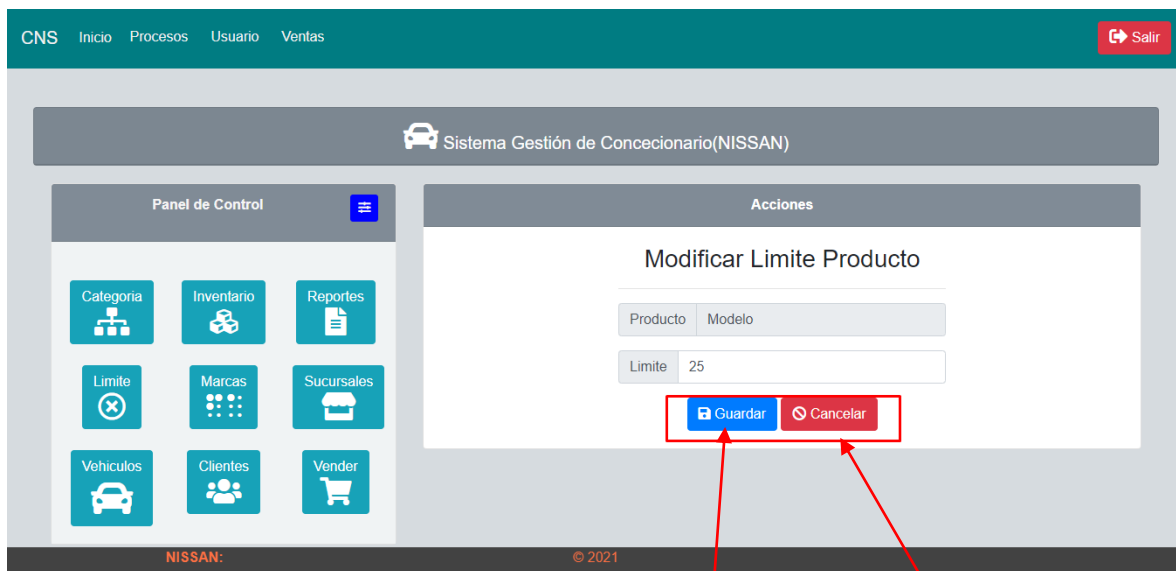 CNS Inicio Procesos Usuario Ventas Salir
Sistema Gestión de Concecionario(NISSAN)
Panel de Control
Categoria Inventario Reportes
Limite Marcas Sucursales
Vehiculos Clientes Vender
Acciones
Modificar Limite Producto
Producto Modelo
Limite 25
Guardar Cancelar
NISSAN: © 2021